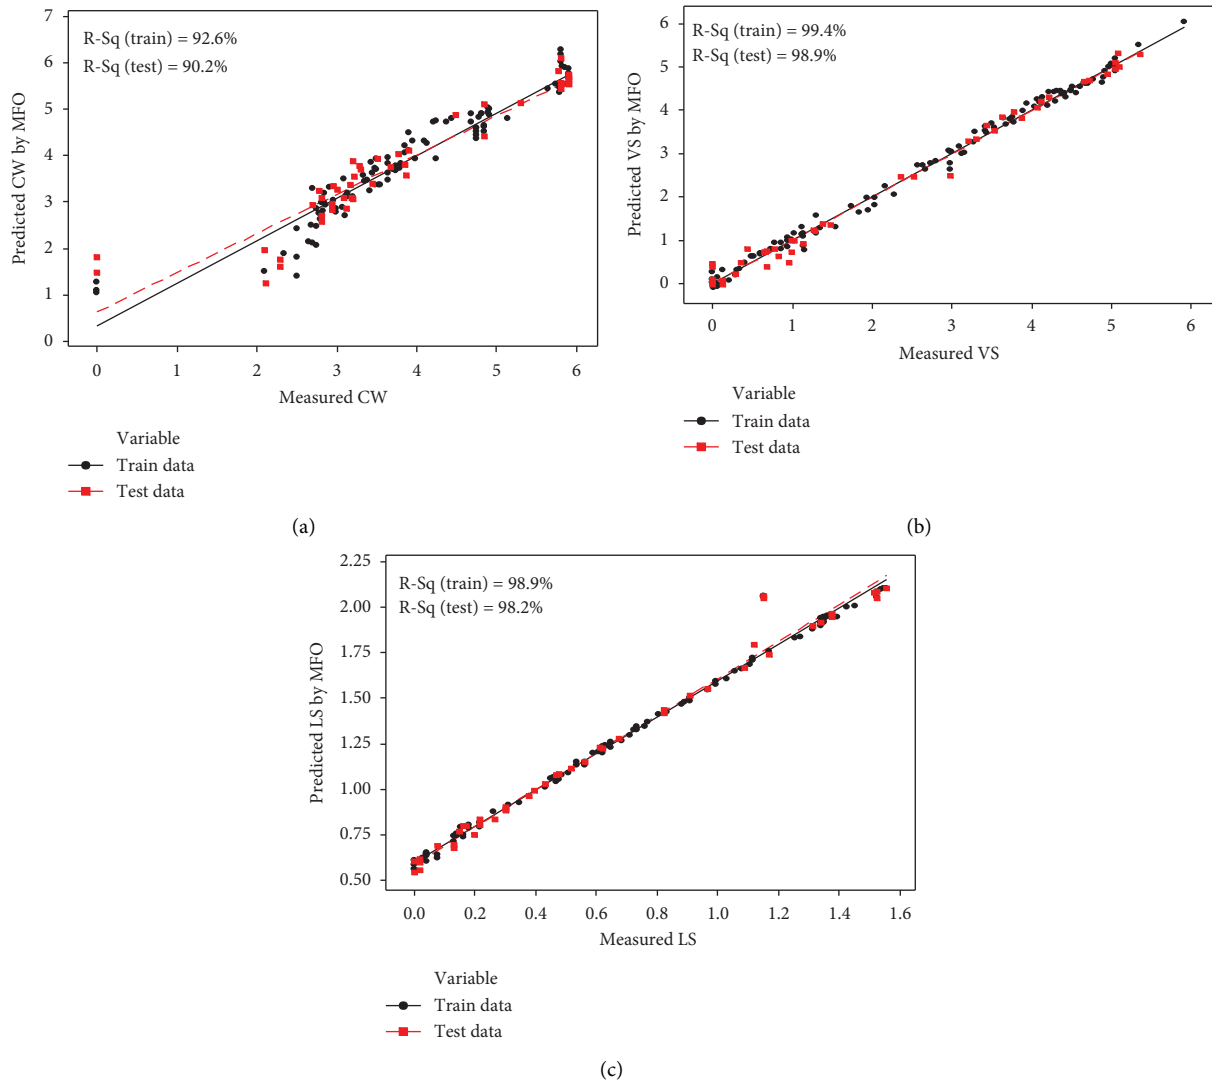 R-Sq (train) = 92.6%
R-Sq (test) = 90.2%
Predicted CW by MFO
7
6
5
4
3
2
1
0
0 1 2 3 4 5 6
Measured CW
Variable
Train data
Test data
(a)
R-Sq (train) = 99.4%
R-Sq (test) = 98.9%
Predicted VS by MFO
6
5
4
3
2
1
0
0 1 2 3 4 5 6
Measured VS
Variable
Train data
Test data
(b)
R-Sq (train) = 98.9%
R-Sq (test) = 98.2%
Predicted LS by MFO
2.25
2.00
1.75
1.50
1.25
1.00
0.75
0.50
0.0 0.2 0.4 0.6 0.8 1.0 1.2 1.4 1.6
Measured LS
Variable
Train data
Test data
(c)